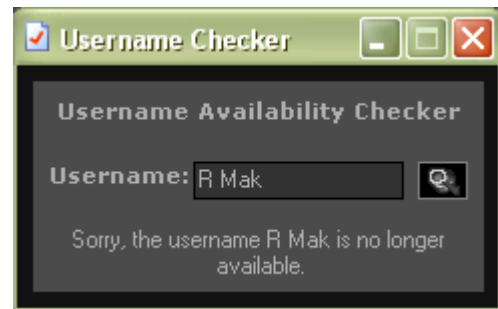 Username Checker
Username Availability Checker
Username: R Mak
Sorry, the username R Mak is no longer
available.